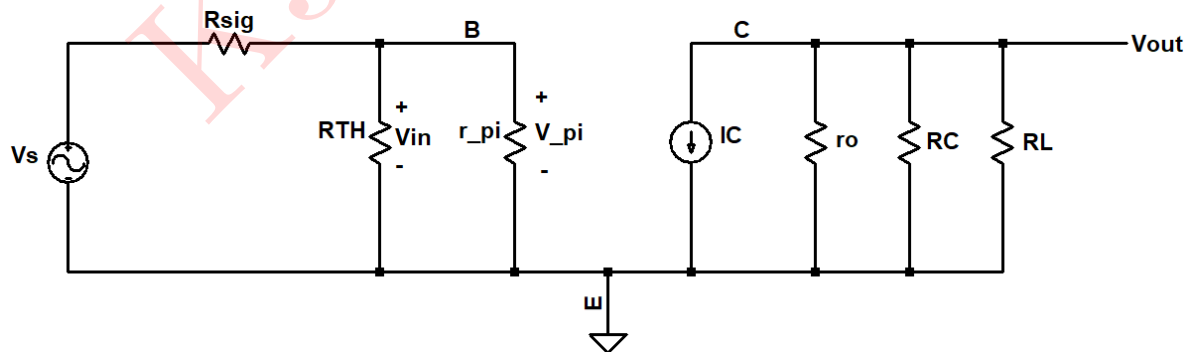 Rsig
B
C
Vout
+
+
RTH
Vin
r_pi
V_pi
IC
ro
RC
RL
Vs
-
-
E